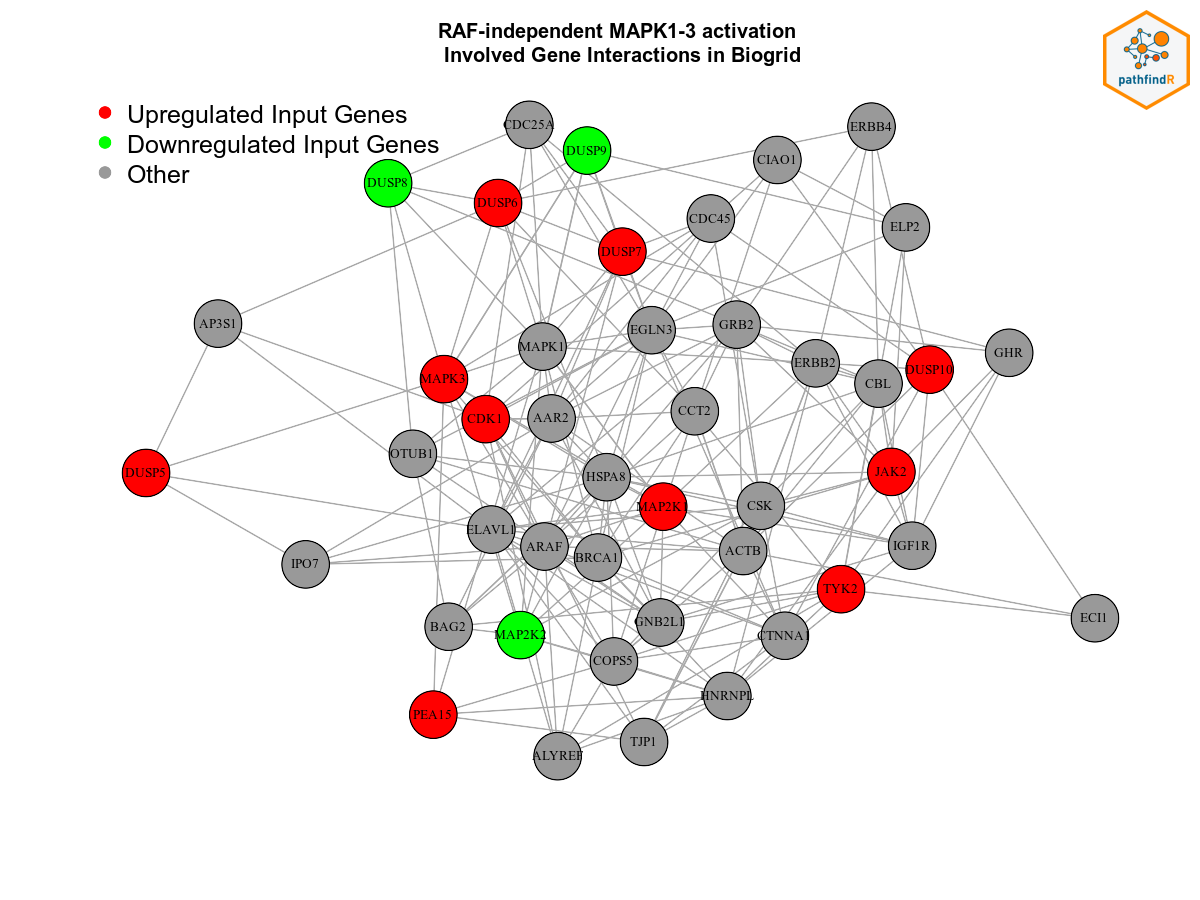 RAF-independent MAPK1-3 activation
Involved Gene Interactions in Biogrid
pathfindR
Upregulated Input Genes
Downregulated Input Genes
Other
CDC25A
ERBB4
DUSP9
CIAO1
DUSP8
DUSP6
CDC45
ELP2
DUSP7
AP3S1
EGLN3
GRB2
MAPK1
GHR
ERBB2
DUSP10
MAPK3
CBL
CDK1
AAR2
CCT2
OTUB1
DUSP5
HSPA8
JAK2
MAP2K1
CSK
ELAVL1
ARAF
BRCA1
ACTB
IGF1R
IPO7
TYK2
ECI1
BAG2
MAP2K2
GNB2L1
CTNNA1
COPS5
HNRNPL
PEA15
TJP1
ALYREF